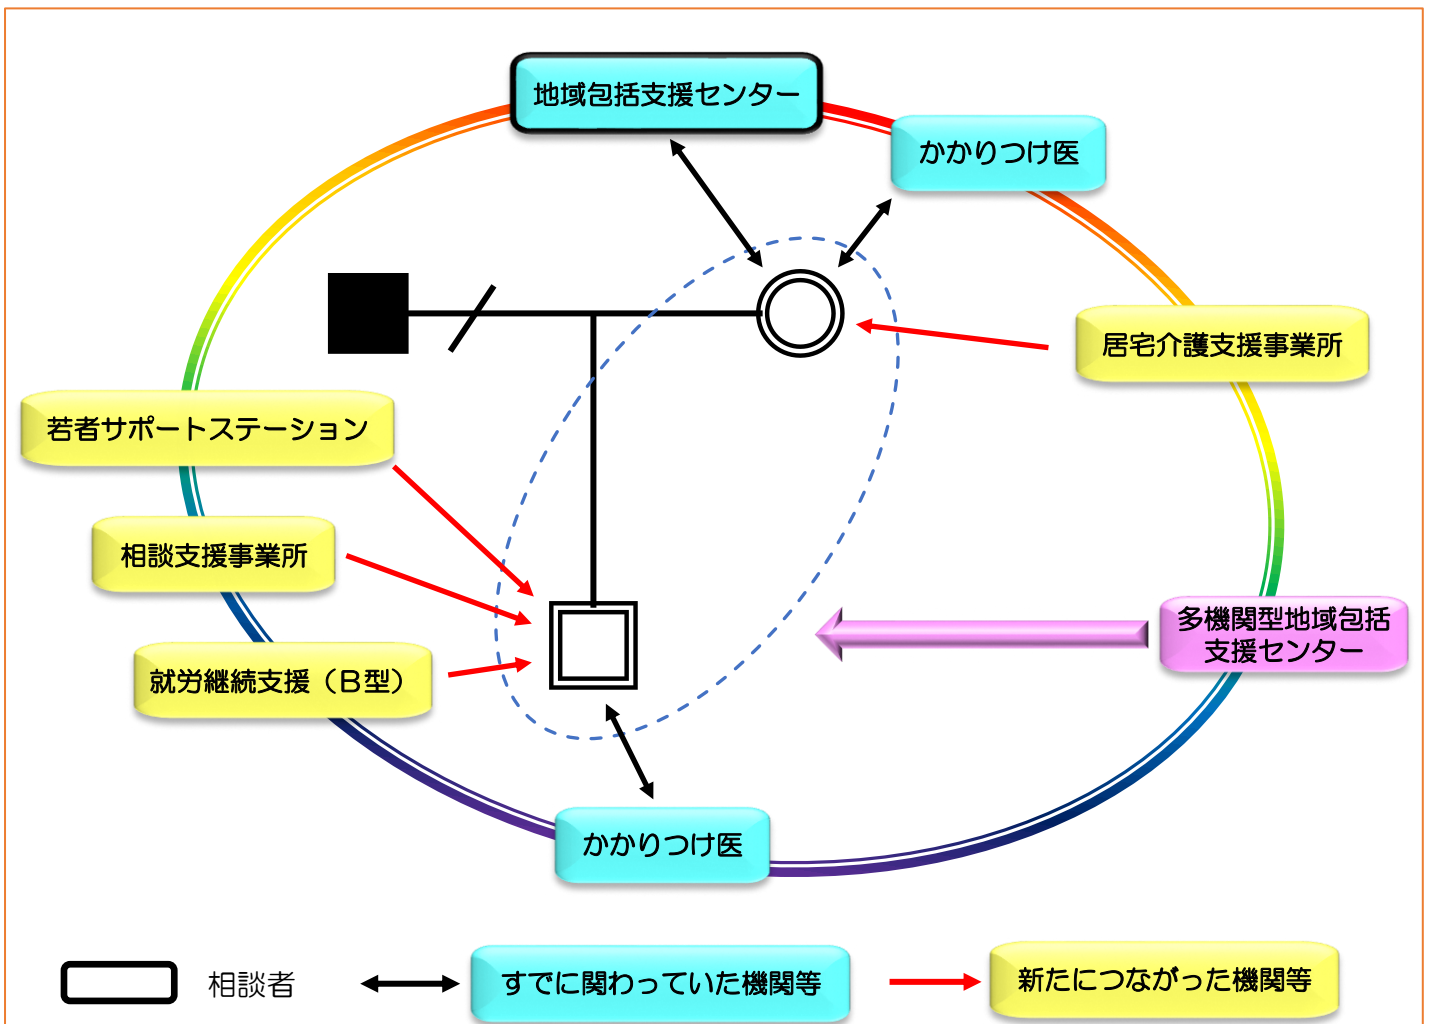 地域包括支援センター
かかりつけ医
居宅介護支援事業所
若者サポートステーション
相談支援事業所
多機関型地域包括
支援センター
就労継続支援（Ｂ型）
かかりつけ医
相談者
すでに関わっていた機関等
新たにつながった機関等